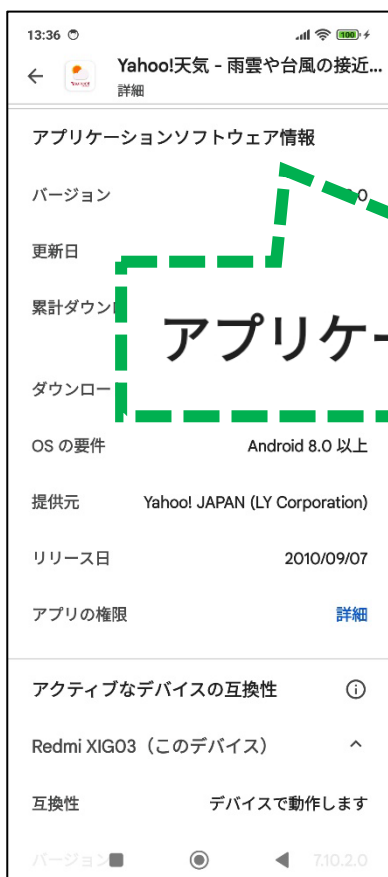 13:36
100
Yahoo!天気 - 雨雲や台風の接近...
詳細
アプリケーションソフトウェア情報
バージョン
更新日
累計ダウン
アプリケー
ダウンロー
OS の要件 Android 8.0 以上
提供元 Yahoo! JAPAN (LY Corporation)
リリース日 2010/09/07
アプリの権限 詳細
アクティブなデバイスの互換性
Redmi XIG03（このデバイス）
互換性 デバイスで動作します
バージョン 7.10.2.0